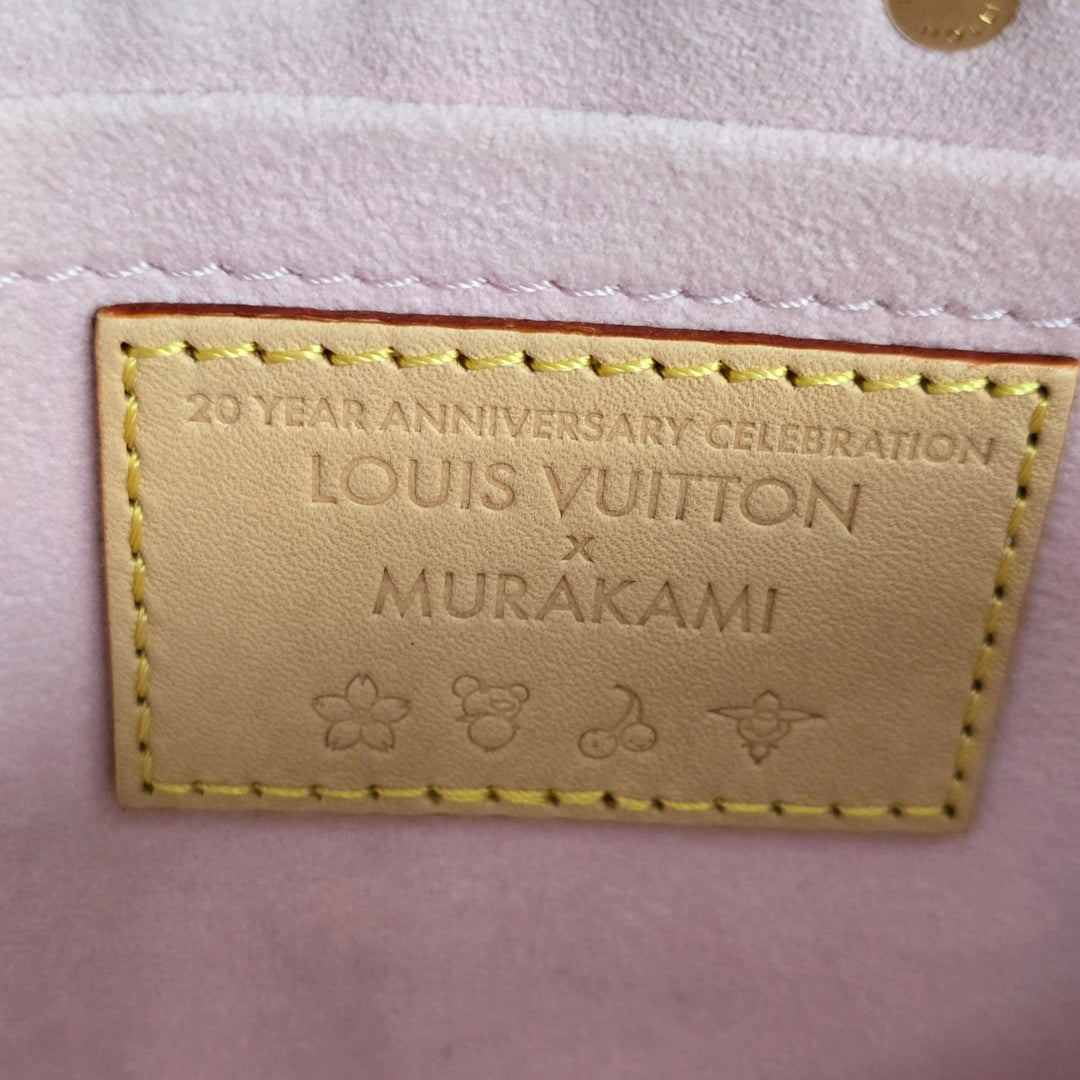 20 YEAR ANNIVERSARY CELEBRATION
LOUIS VUITTON
x
MURAKAMI